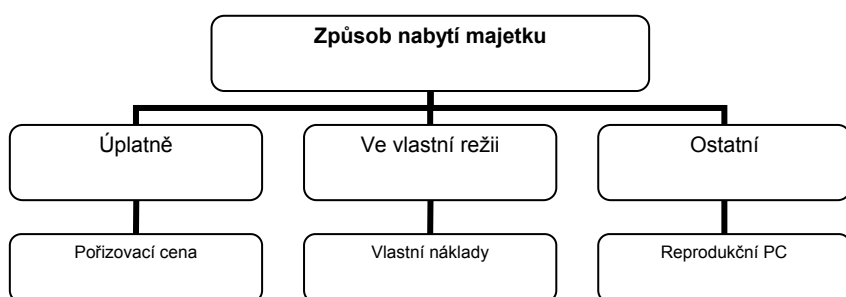 Způsob nabytí majetku
Úplatně
Ve vlastní režii
Ostatní
Pořizovací cena
Vlastní náklady
Reprodukční PC